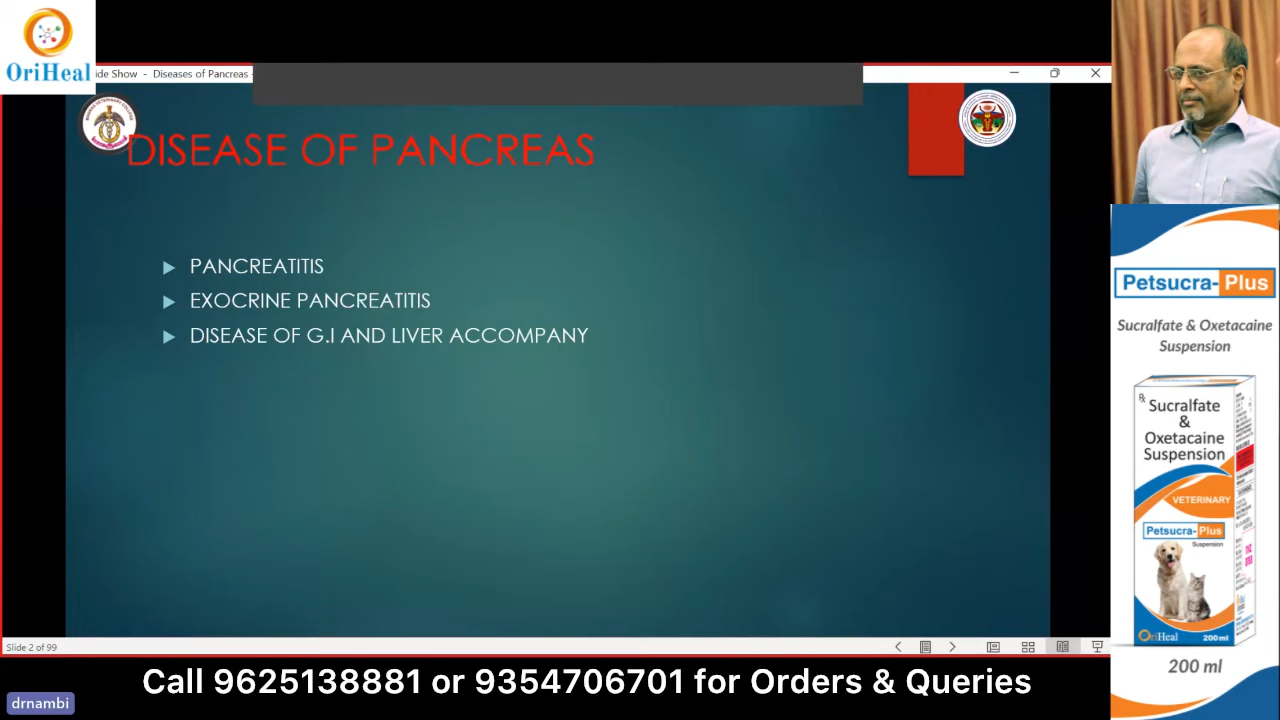 OriHeal
ide Show - Diseases of Pancreas -
DISEASE OF PANCREAS
PANCREATITIS
EXOCRINE PANCREATITIS
DISEASE OF G.I AND LIVER ACCOMPANY
Slide 2 of 99
Petsucra-Plus
Sucralfate & Oxetacaine
Suspension
Rx
Sucralfate
&
Oxetacaine
Suspension
VETERINARY
Petsucra-Plus
Suspension
OriHeal
200 ml
200 ml
Call 9625138881 or 9354706701 for Orders & Queries
drnambi